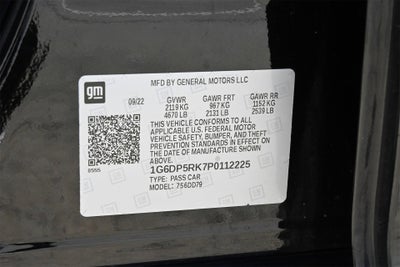 gm
MFD BY GENERAL MOTORS LLC
09/22 GVWR GAWR FRT GAWR RR
2119 KG 967 KG 1152 KG
4670 LB 2131 LB 2539 LB
THIS VEHICLE CONFORMS TO ALL
APPLICABLE U.S. FEDERAL MOTOR
VEHICLE SAFETY, BUMPER, AND THEFT
PREVENTION STANDARDS IN EFFECT ON
THE DATE OF MANUFACTURE SHOWN
ABOVE.
1G6DP5RK7P0112225
TYPE: PASS CAR
MODEL: 756DD79